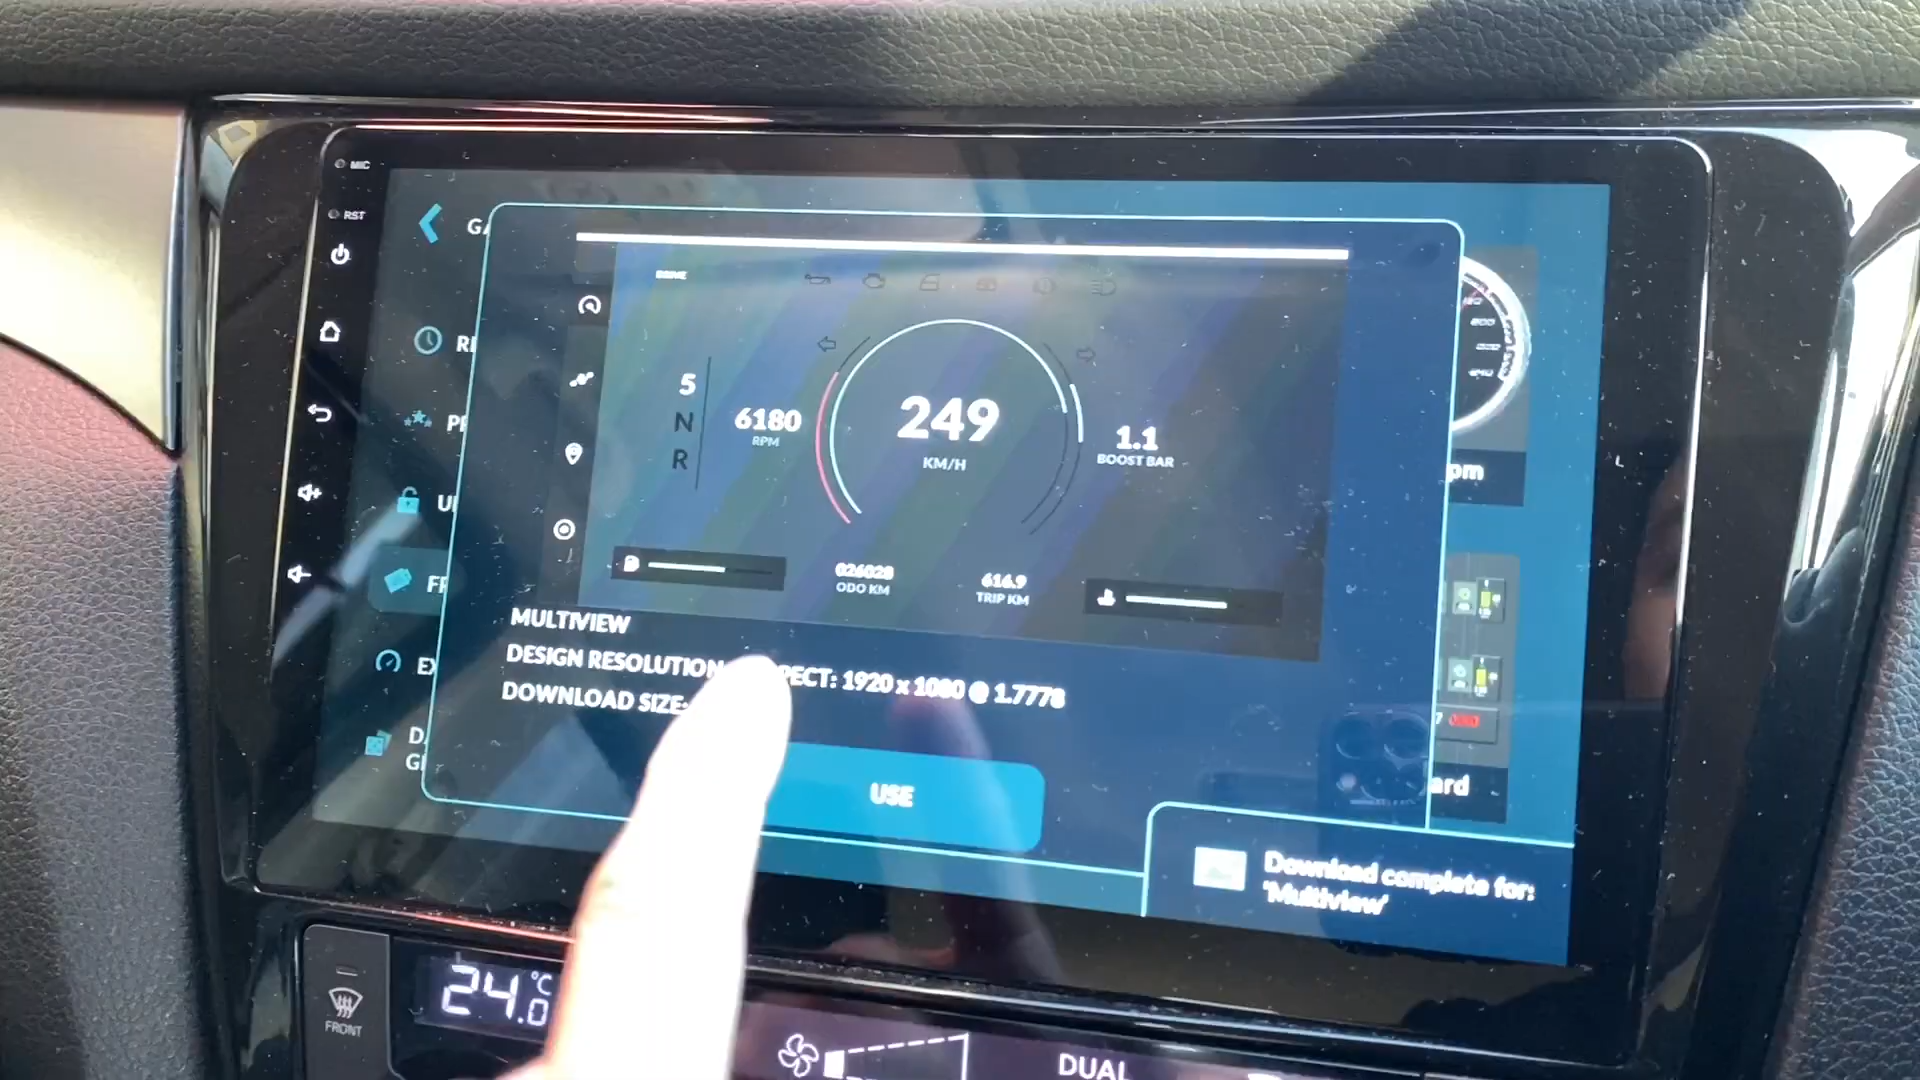 MIC
RST
DRIVE
5
N
R
6180
RPM
249
KM/H
1.1
BOOST BAR
026028
ODO KM
616.9
TRIP KM
MULTIVIEW
DESIGN RESOLUTION 1920 x 1080 @ 1.7778
DOWNLOAD SIZE:
USE
Download complete for:
'Multiview'
24.0 °C
FRONT
DUAL